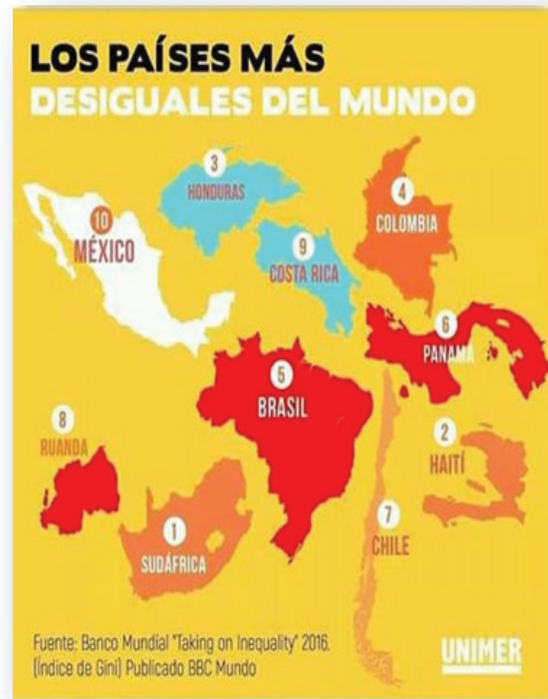 LOS PAÍSES MÁS
DESIGUALES DEL MUNDO
3
HONDURAS
4
COLOMBIA
10
MÉXICO
9
COSTA RICA
6
PANAMÁ
5
BRASIL
8
RUANDA
2
HAITÍ
1
SUDÁFRICA
7
CHILE
Fuente: Banco Mundial "Taking on Inequality" 2016.
(Índice de Gini) Publicado BBC Mundo
UNIMER